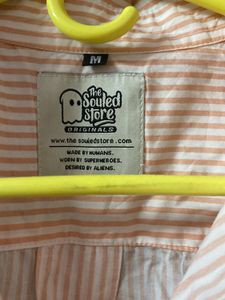 M
The
Souled
Store
ORIGINALS
www.thesouledstore.com
MADE BY HUMANS.
WORN BY SUPERHEROES.
DESIRED BY ALIENS.